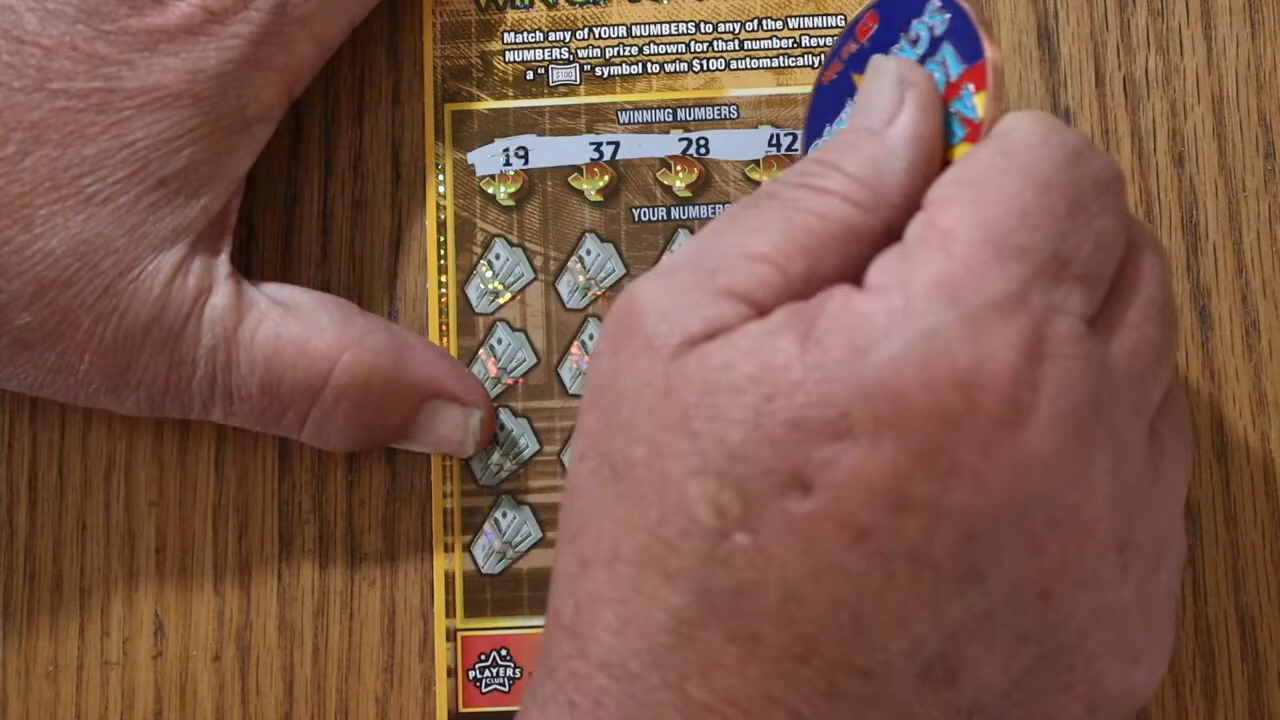 Match any of YOUR NUMBERS to any of the WINNING
NUMBERS, win prize shown for that number.
a " $100 " symbol to win $100 automatically!
WINNING NUMBERS
19 37 28 42
YOUR NUMBERS
PLAYERS
CLUB